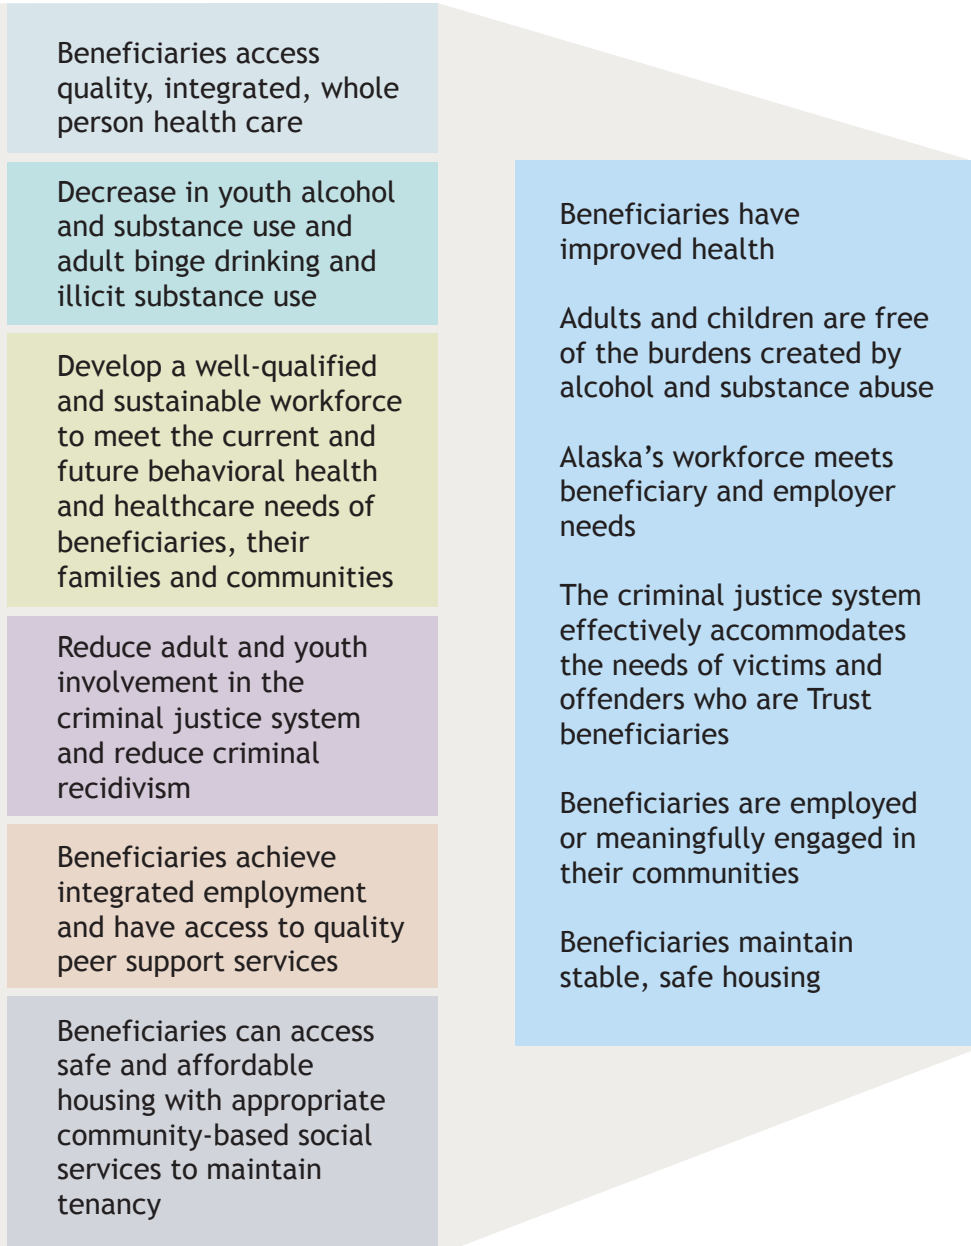 Beneficiaries access
quality, integrated, whole
person health care
Decrease in youth alcohol
and substance use and
adult binge drinking and
illicit substance use
Develop a well-qualified
and sustainable workforce
to meet the current and
future behavioral health
and healthcare needs of
beneficiaries, their
families and communities
Reduce adult and youth
involvement in the
criminal justice system
and reduce criminal
recidivism
Beneficiaries achieve
integrated employment
and have access to quality
peer support services
Beneficiaries can access
safe and affordable
housing with appropriate
community-based social
services to maintain
tenancy
Beneficiaries have
improved health
Adults and children are free
of the burdens created by
alcohol and substance abuse
Alaska’s workforce meets
beneficiary and employer
needs
The criminal justice system
effectively accommodates
the needs of victims and
offenders who are Trust
beneficiaries
Beneficiaries are employed
or meaningfully engaged in
their communities
Beneficiaries maintain
stable, safe housing